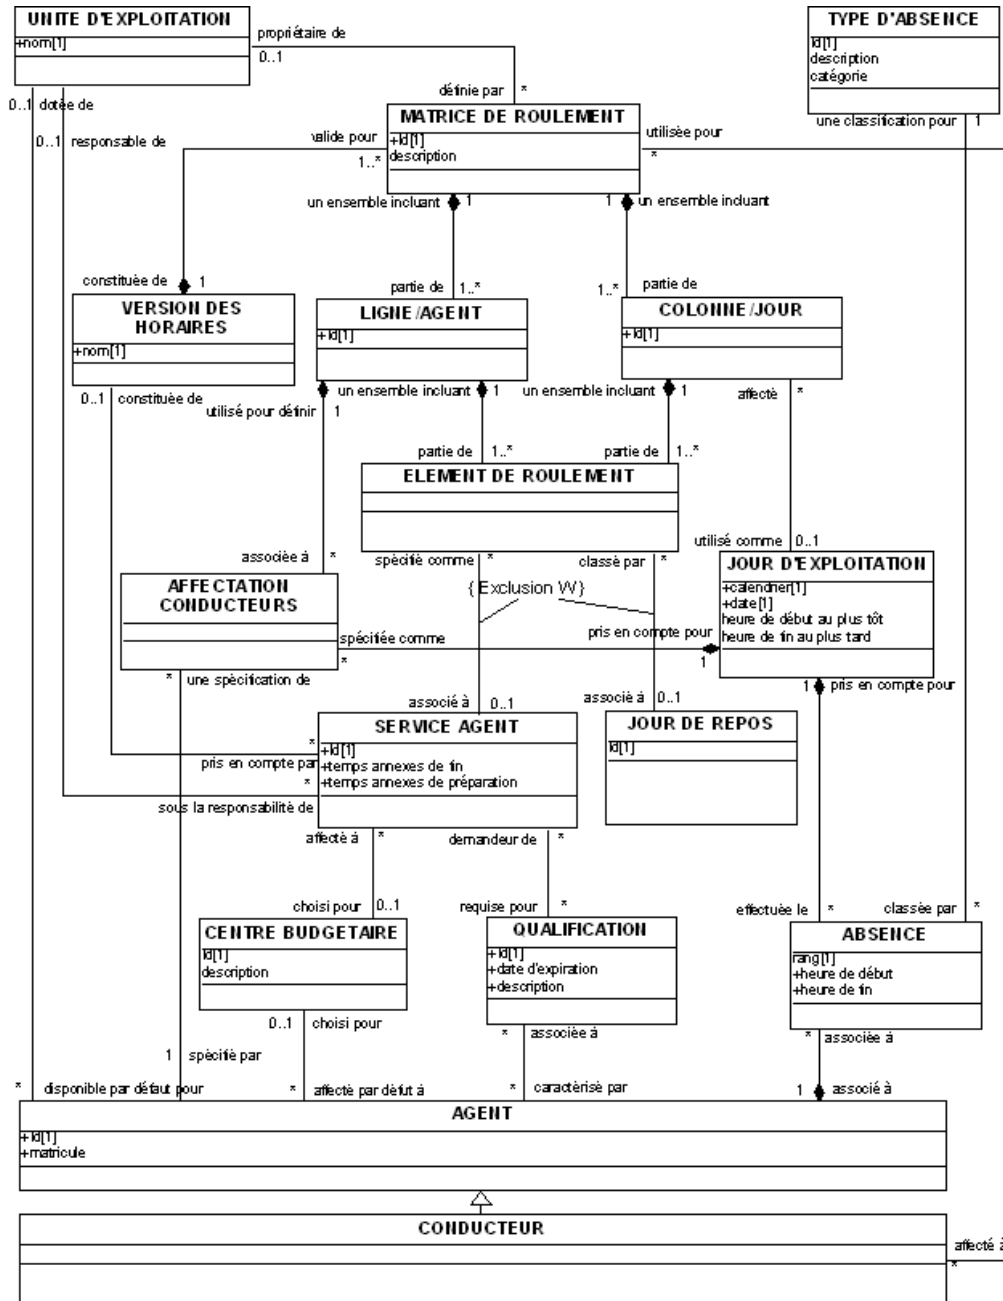 UNITE D'EXPLOITATION
+nom[1]
TYPE D'ABSENCE
Id[1]
description
catégorie
propriétaire de
0..1
définie par *
0..1 dotée de
0..1 responsable de
MATRICE DE ROULEMENT
+Id[1]
description
valide pour
1..*
utilisée pour
*
une classification pour 1
un ensemble incluant 1
1 un ensemble incluant
constituée de 1
partie de 1..*
1..* partie de
VERSION DES
HORAIRES
+nom[1]
LIGNE/AGENT
+Id[1]
COLONNE/JOUR
+Id[1]
0..1 constituée de
utilisé pour définir 1
un ensemble incluant 1
un ensemble incluant 1
affecté *
partie de 1..*
partie de 1..*
ELEMENT DE ROULEMENT
associée à *
spécifié comme *
classé par *
utilisé comme 0..1
{Exclusion W}
AFFECTATION
CONDUCTEURS
JOUR D'EXPLOITATION
+calendrier[1]
+date[1]
heure de début au plus tôt
heure de fin au plus tard
spécifiée comme
*
pris en compte pour
1
* une spécification de
1 pris en compte pour
associé à 0..1
associé à 0..1
SERVICE AGENT
+Id[1]
+temps annexes de fin
+temps annexes de préparation
JOUR DE REPOS
Id[1]
*
pris en compte par
*
sous la responsabilité de
affecté à *
demandeur de *
choisi pour 0..1
requise pour *
effectuée le *
classée par *
CENTRE BUDGETAIRE
Id[1]
description
QUALIFICATION
+Id[1]
+date d'expiration
+description
ABSENCE
rang[1]
+heure de début
+heure de fin
0..1 choisi pour
* associée à
* associée à
1 spécifié par
* disponible par défaut pour
* affecté par défut à
* caractérisé par
1 associé à
AGENT
+Id[1]
+matricule
CONDUCTEUR
affecté à
*